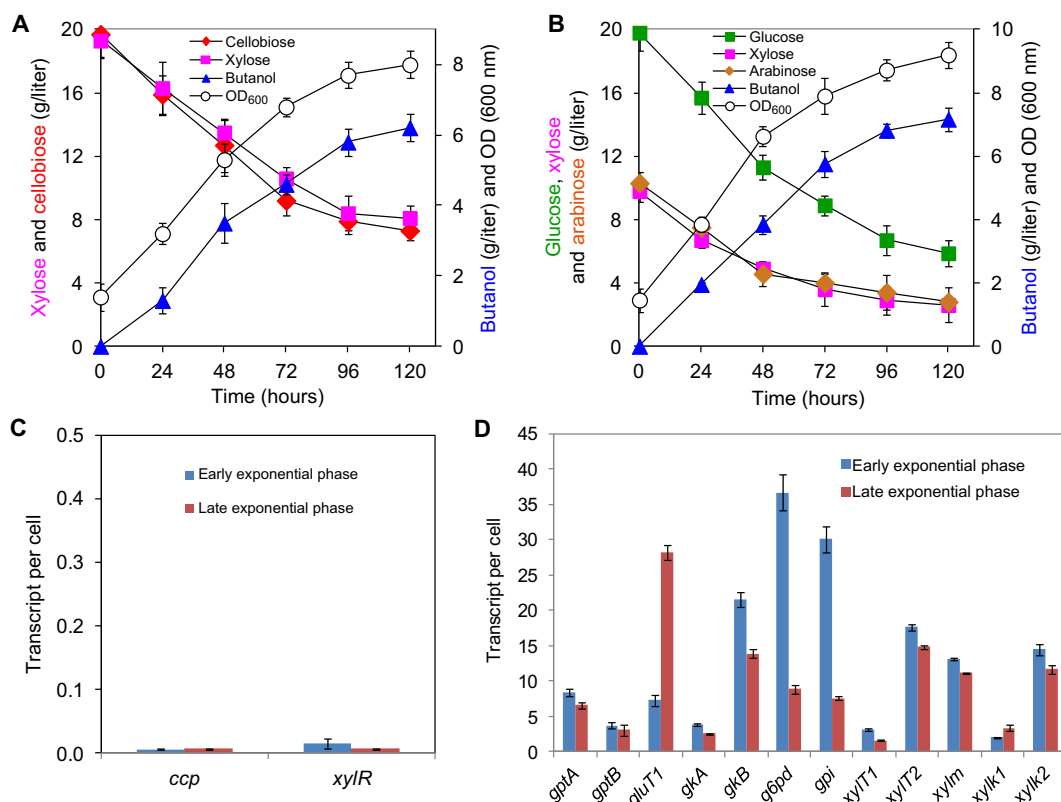 A
Cellobiose
Xylose
Butanol
OD600
20
16
12
8
4
0
8
6
4
2
0
0 24 48 72 96 120
Time (hours)
Xylose and cellobiose (g/liter)
Butanol (g/liter) and OD (600 nm)
B
Glucose
Xylose
Arabinose
Butanol
OD600
20
16
12
8
4
0
10
8
6
4
2
0
0 24 48 72 96 120
Time (hours)
Glucose, xylose
and arabinose (g/liter)
Butanol (g/liter) and OD (600 nm)
C
Early exponential phase
Late exponential phase
0.5
0.4
0.3
0.2
0.1
0.0
Transcript per cell
ccp xylR
D
Early exponential phase
Late exponential phase
45
40
35
30
25
20
15
10
5
0
Transcript per cell
gptA gptB gluT1 gkA gkB g6pd gpi xylT1 xylT2 xylm xylk1 xylk2